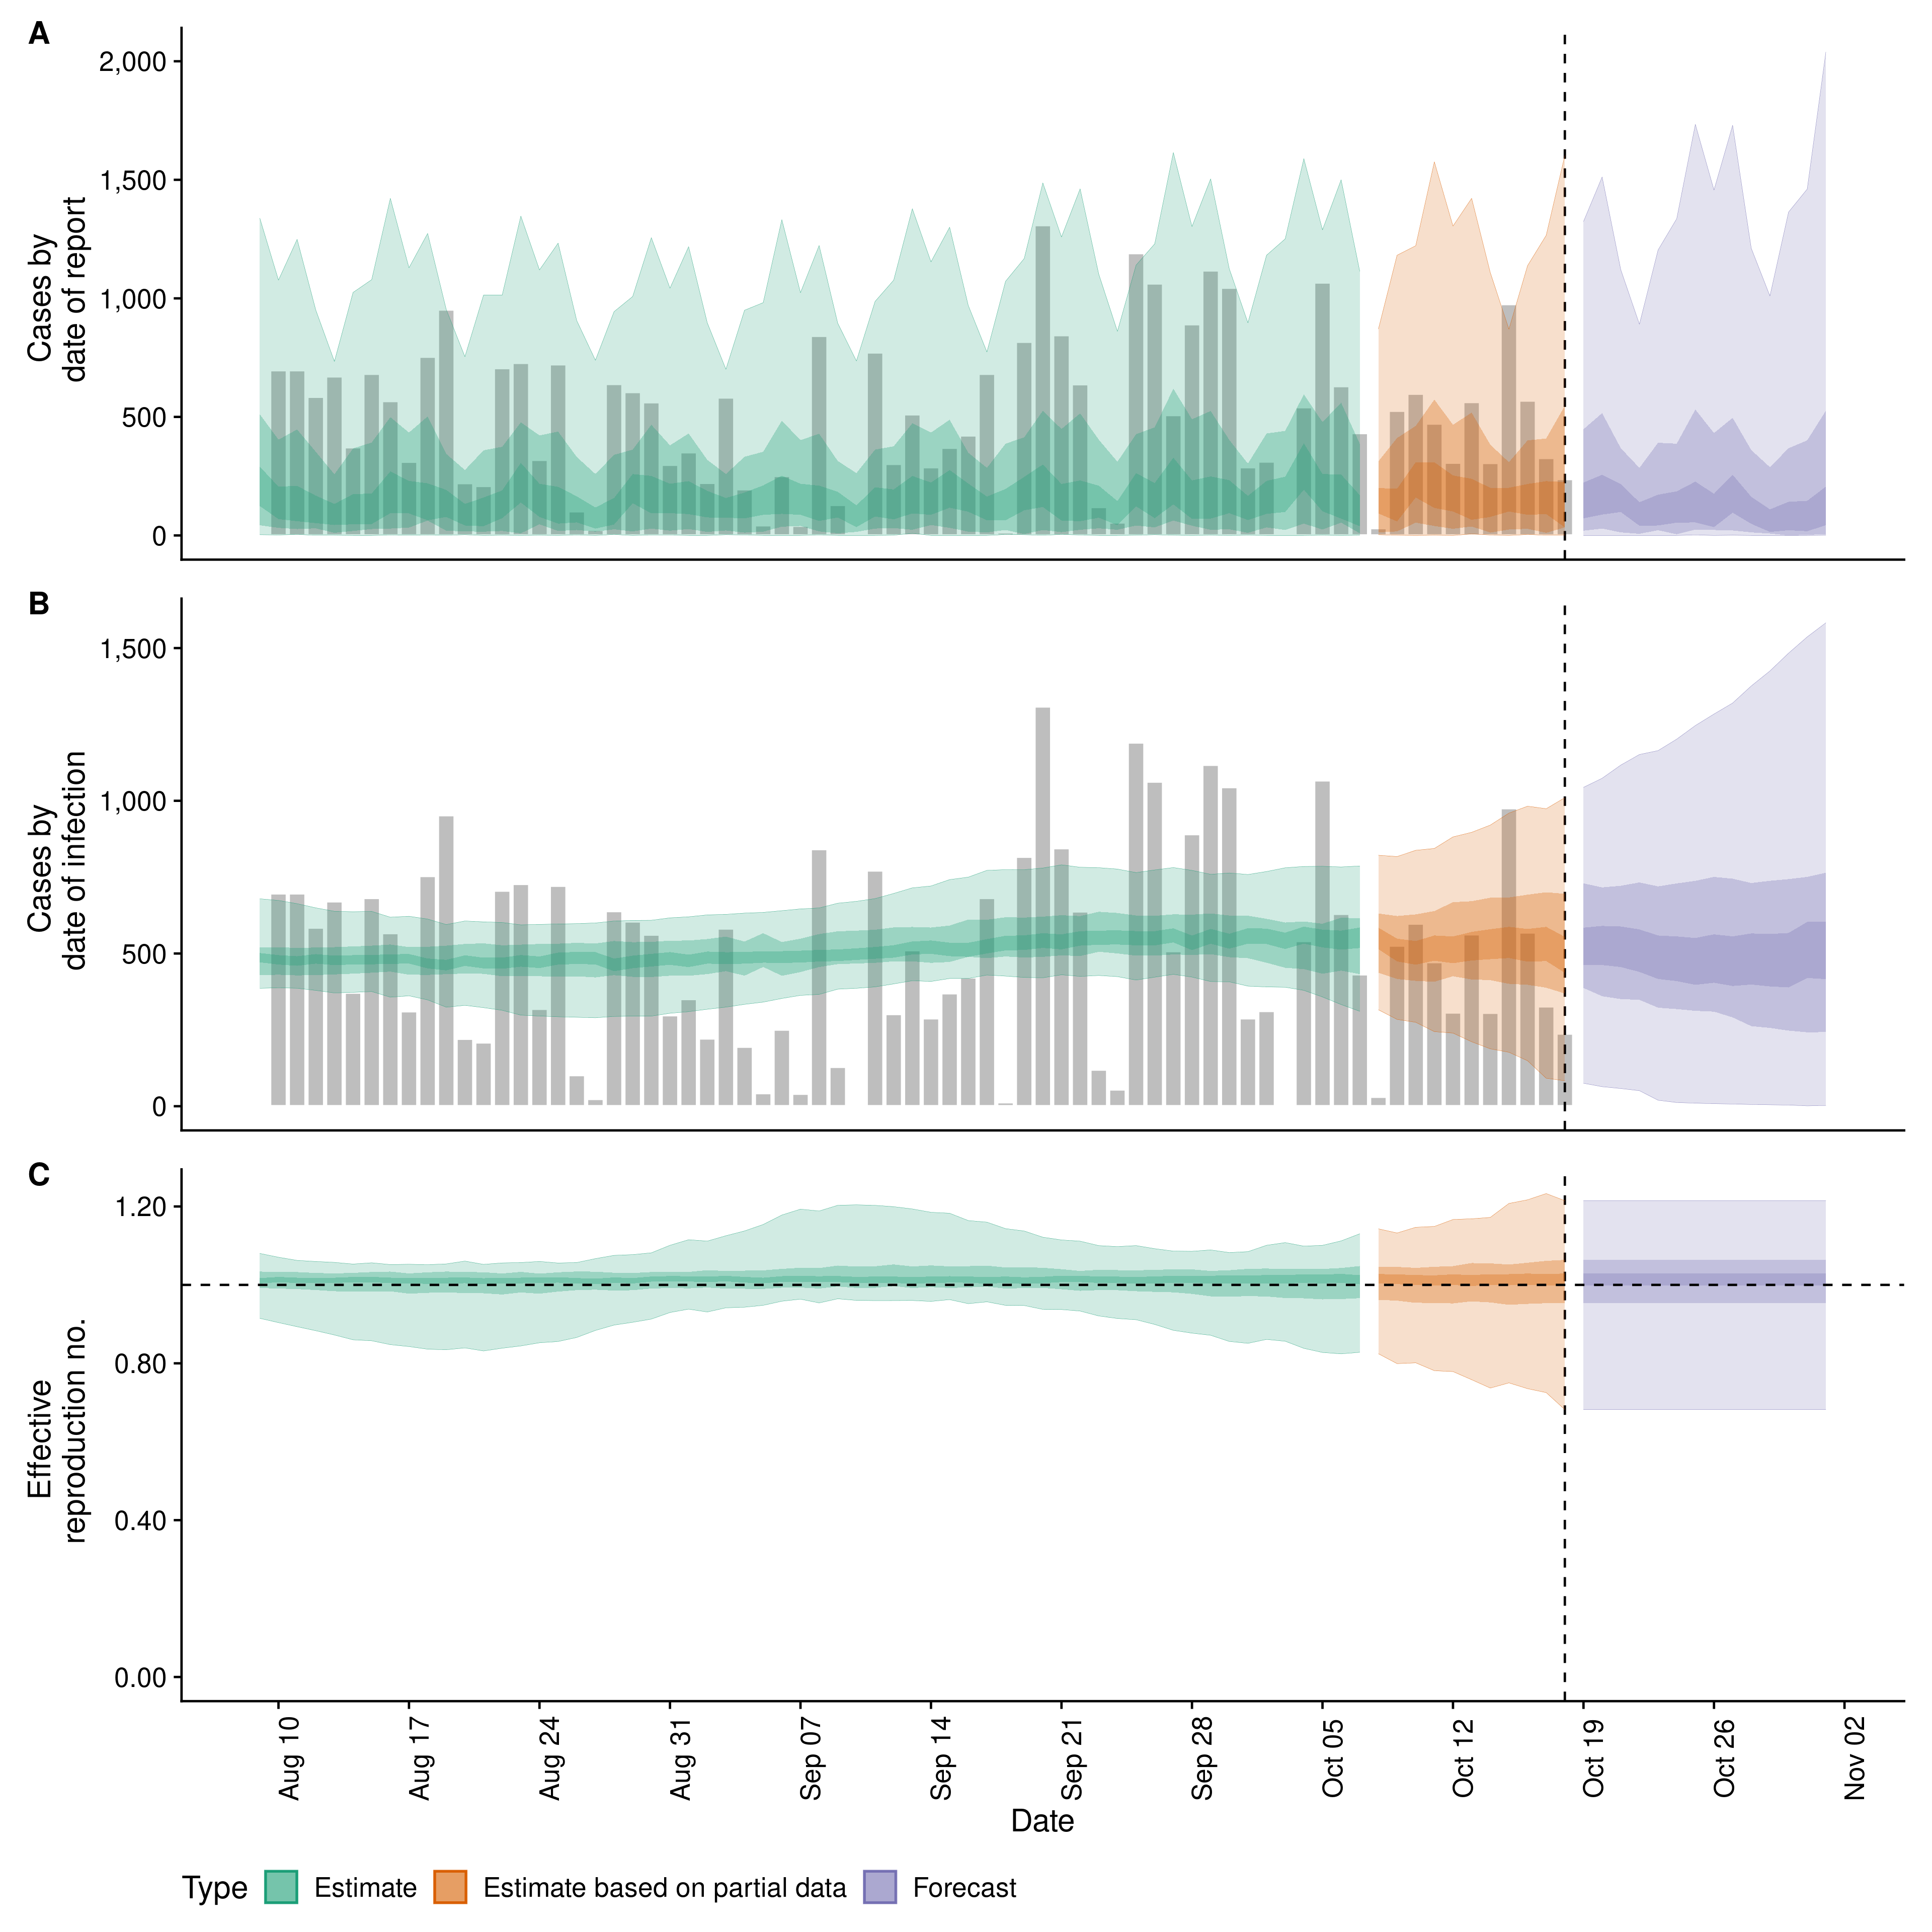 A
Cases by
date of report
2,000
1,500
1,000
500
0
B
Cases by
date of infection
1,500
1,000
500
0
C
Effective
reproduction no.
1.20
0.80
0.40
0.00
Aug 10
Aug 17
Aug 24
Aug 31
Sep 07
Sep 14
Sep 21
Sep 28
Oct 05
Oct 12
Oct 19
Oct 26
Nov 02
Date
Type Estimate Estimate based on partial data Forecast